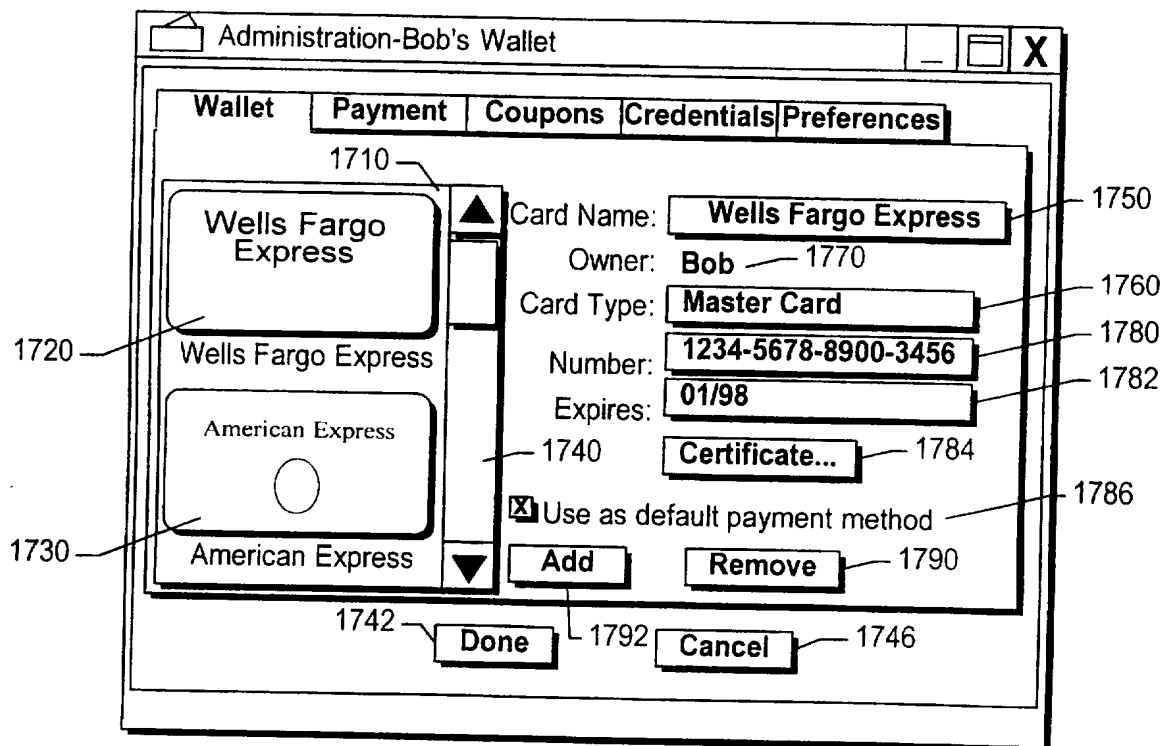 Administration-Bob's Wallet
_ X
Wallet Payment Coupons Credentials Preferences
1710
Wells Fargo
Express
1720
Wells Fargo Express
American Express
1730
American Express
1740
Card Name: Wells Fargo Express 1750
Owner: Bob 1770
Card Type: Master Card 1760
Number: 1234-5678-8900-3456 1780
Expires: 01/98 1782
Certificate... 1784
X Use as default payment method 1786
Add Remove 1790
1742 Done 1792 Cancel 1746